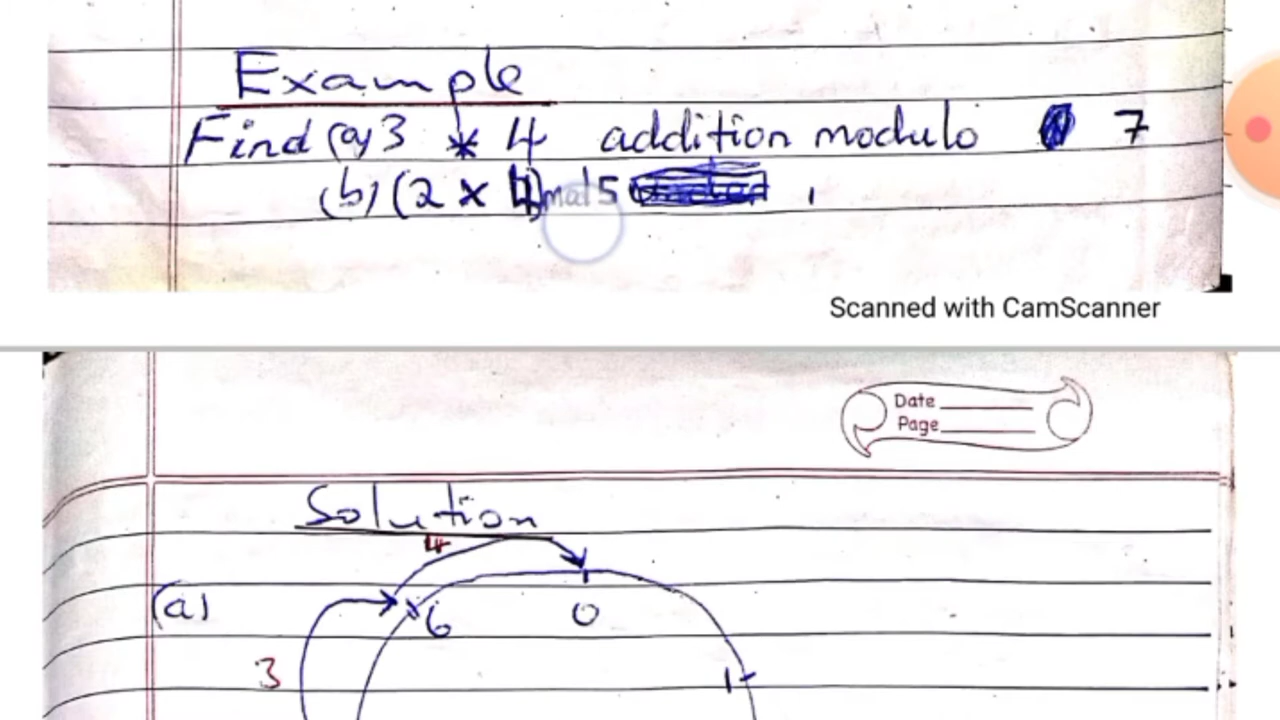 Example
Find (a) 3 * 4 addition modulo 7
(b) (2 x 4) mod 5
Scanned with CamScanner
Date
Page
Solution
4
(a)
6
0
3
1